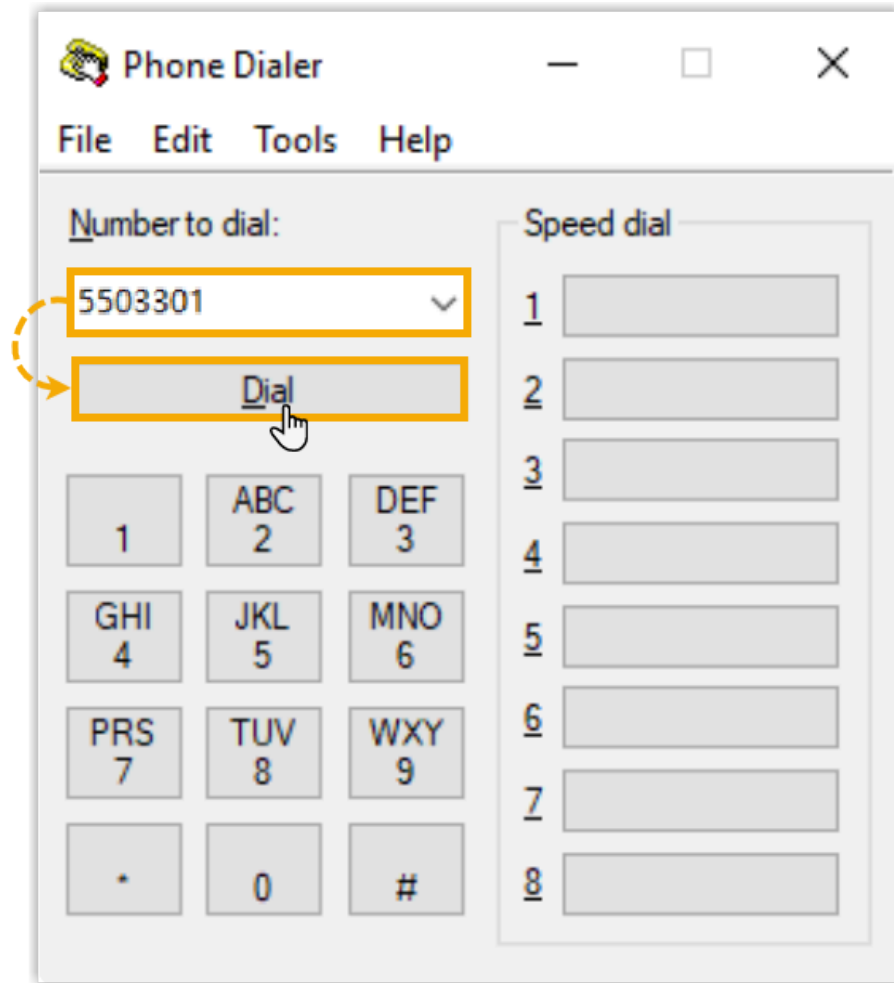 Phone Dialer
File Edit Tools Help
Number to dial:
5503301
Dial
1
ABC
2
DEF
3
GHI
4
JKL
5
MNO
6
PRS
7
TUV
8
WXY
9
*
0
#
Speed dial
1
2
3
4
5
6
7
8